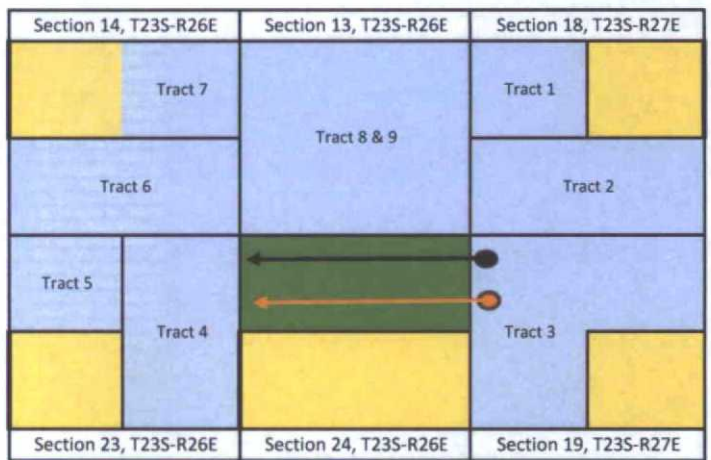 Section 14, T23S-R26E Section 13, T23S-R26E Section 18, T23S-R27E
Tract 7
Tract 1
Tract 8 & 9
Tract 6
Tract 2
Tract 5
Tract 4
Tract 3
Section 23, T23S-R26E Section 24, T23S-R26E Section 19, T23S-R27E